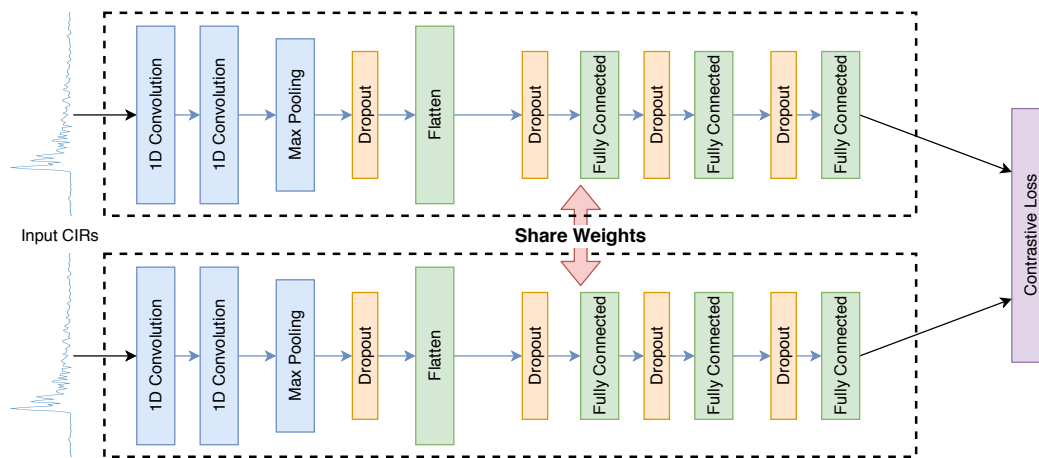 1D Convolution
1D Convolution
Max Pooling
Dropout
Flatten
Dropout
Fully Connected
Dropout
Fully Connected
Dropout
Fully Connected
Input CIRs
Share Weights
Contrastive Loss
1D Convolution
1D Convolution
Max Pooling
Dropout
Flatten
Dropout
Fully Connected
Dropout
Fully Connected
Dropout
Fully Connected